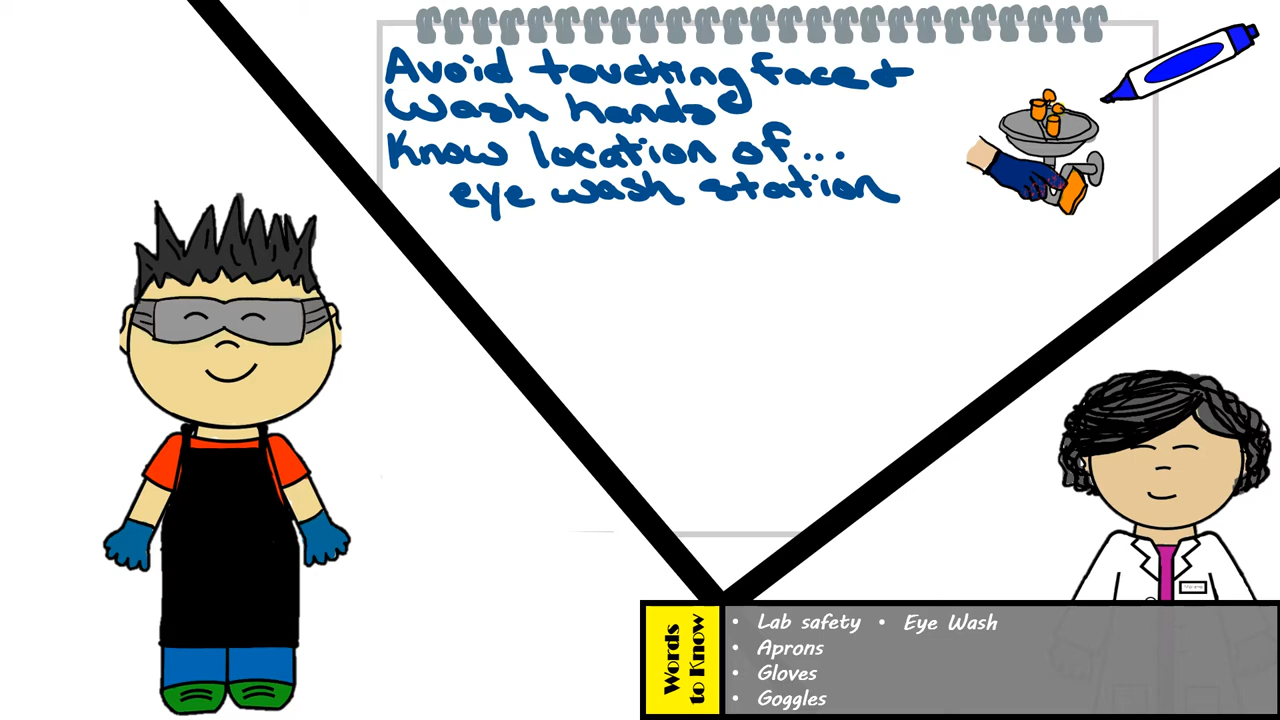 Avoid touching face +
Wash hands
Know location of...
eye wash station
Words
to Know
• Lab safety • Eye Wash
• Aprons
• Gloves
• Goggles